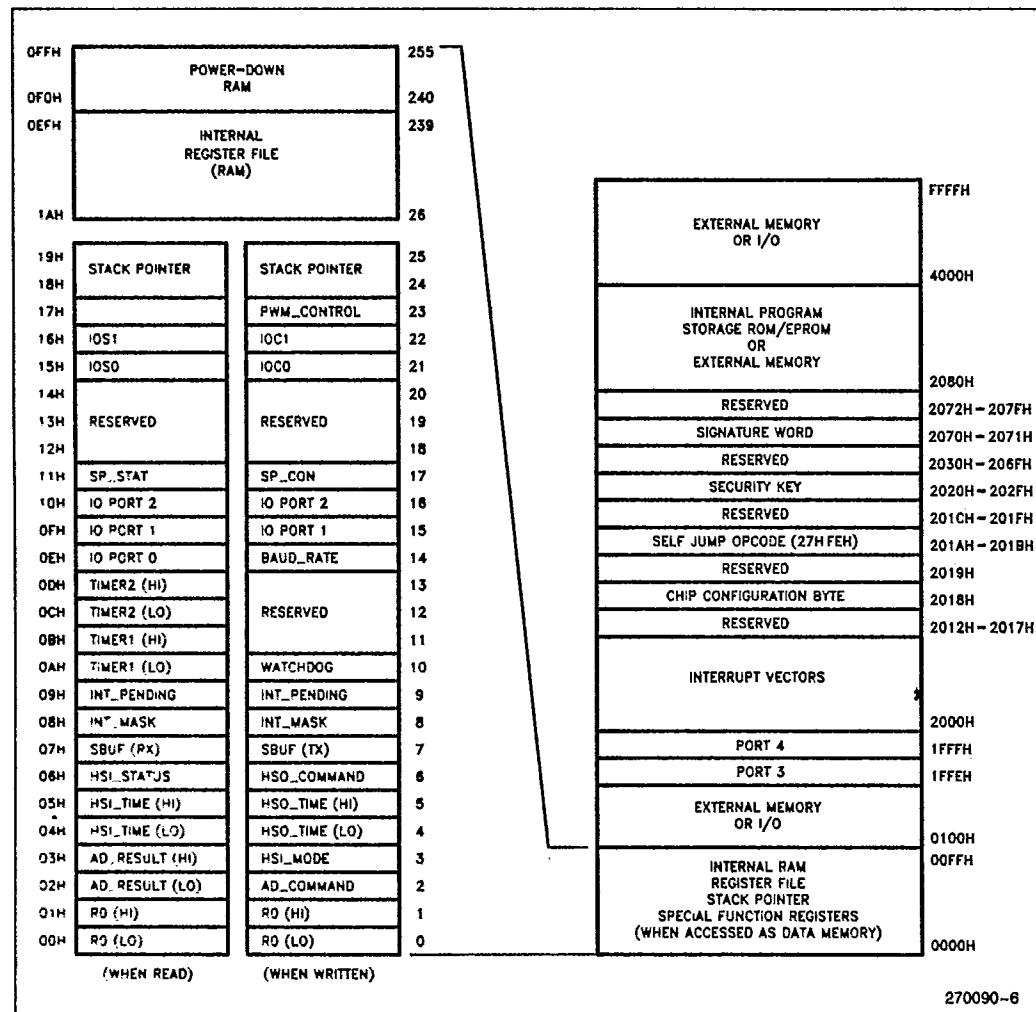 0FFH POWER-DOWN 255
RAM
0F0H 240
0EFH INTERNAL 239
REGISTER FILE
(RAM)
1AH 26
19H STACK POINTER STACK POINTER 25
18H 24
17H PWM_CONTROL 23
16H IOS1 IOC1 22
15H IOS0 IOC0 21
14H 20
13H RESERVED RESERVED 19
12H 18
11H SP_STAT SP_CON 17
10H IO PORT 2 IO PORT 2 16
0FH IO PORT 1 IO PORT 1 15
0EH IO PORT 0 BAUD_RATE 14
0DH TIMER2 (HI) 13
0CH TIMER2 (LO) RESERVED 12
0BH TIMER1 (HI) 11
0AH TIMER1 (LO) WATCHDOG 10
09H INT_PENDING INT_PENDING 9
08H INT_MASK INT_MASK 8
07H SBUF (RX) SBUF (TX) 7
06H HSI_STATUS HSO_COMMAND 6
05H HSI_TIME (HI) HSO_TIME (HI) 5
04H HSI_TIME (LO) HSO_TIME (LO) 4
03H AD_RESULT (HI) HSI_MODE 3
02H AD_RESULT (LO) AD_COMMAND 2
01H R0 (HI) R0 (HI) 1
00H R0 (LO) R0 (LO) 0
(WHEN READ) (WHEN WRITTEN)
FFFFH
EXTERNAL MEMORY
OR I/O
4000H
INTERNAL PROGRAM
STORAGE ROM/EPROM
OR
EXTERNAL MEMORY
2080H
RESERVED 2072H-207FH
SIGNATURE WORD 2070H-2071H
RESERVED 2030H-206FH
SECURITY KEY 2020H-202FH
RESERVED 201CH-201FH
SELF JUMP OPCODE (27H FEH) 201AH-201BH
RESERVED 2019H
CHIP CONFIGURATION BYTE 2018H
RESERVED 2012H-2017H
INTERRUPT VECTORS
2000H
PORT 4 1FFFH
PORT 3 1FFEH
EXTERNAL MEMORY
OR I/O
0100H
INTERNAL RAM 00FFH
REGISTER FILE
STACK POINTER
SPECIAL FUNCTION REGISTERS
(WHEN ACCESSED AS DATA MEMORY)
0000H
270090-6